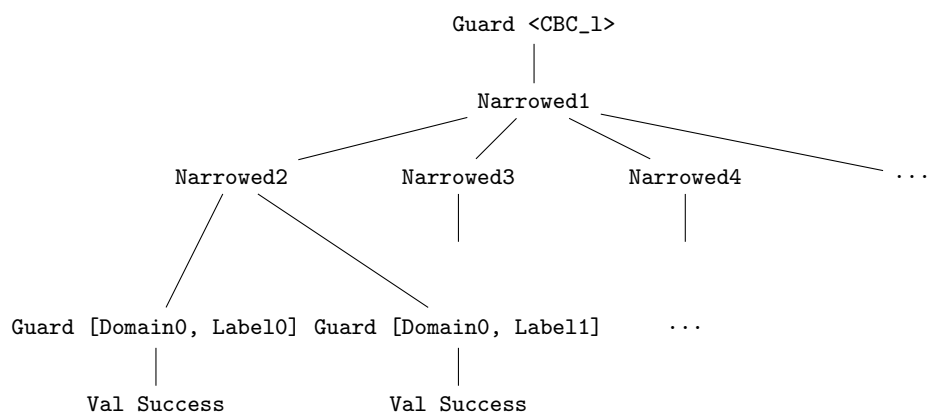 Guard <CBC_l>
Narrowed1
Narrowed2 Narrowed3 Narrowed4 ...
Guard [Domain0, Label0] Guard [Domain0, Label1] ...
Val Success Val Success